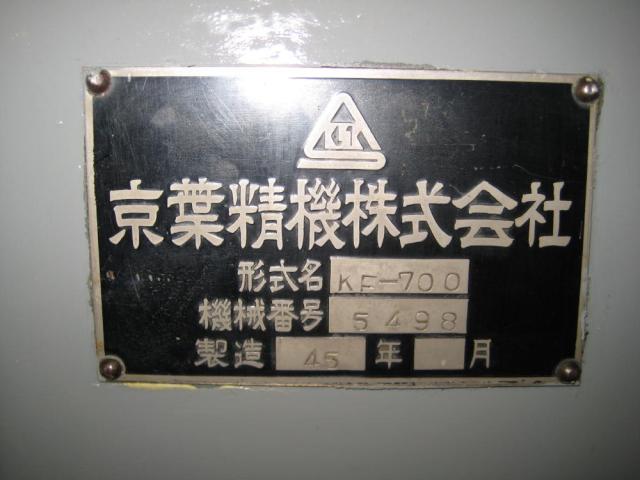 京葉精機株式会社
形式名 KF-700
機械番号 5498
製造 45 年 月